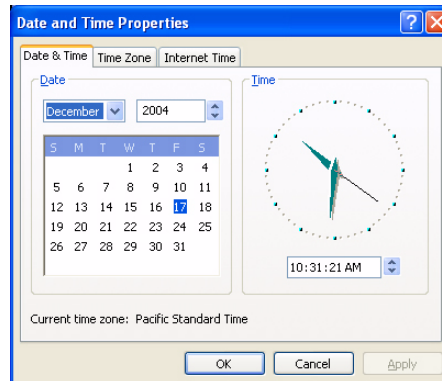 Date and Time Properties
Date & Time Time Zone Internet Time
Date
December 2004
S M T W T F S
1 2 3 4
5 6 7 8 9 10 11
12 13 14 15 16 17 18
19 20 21 22 23 24 25
26 27 28 29 30 31
Time
10:31:21 AM
Current time zone: Pacific Standard Time
OK Cancel Apply